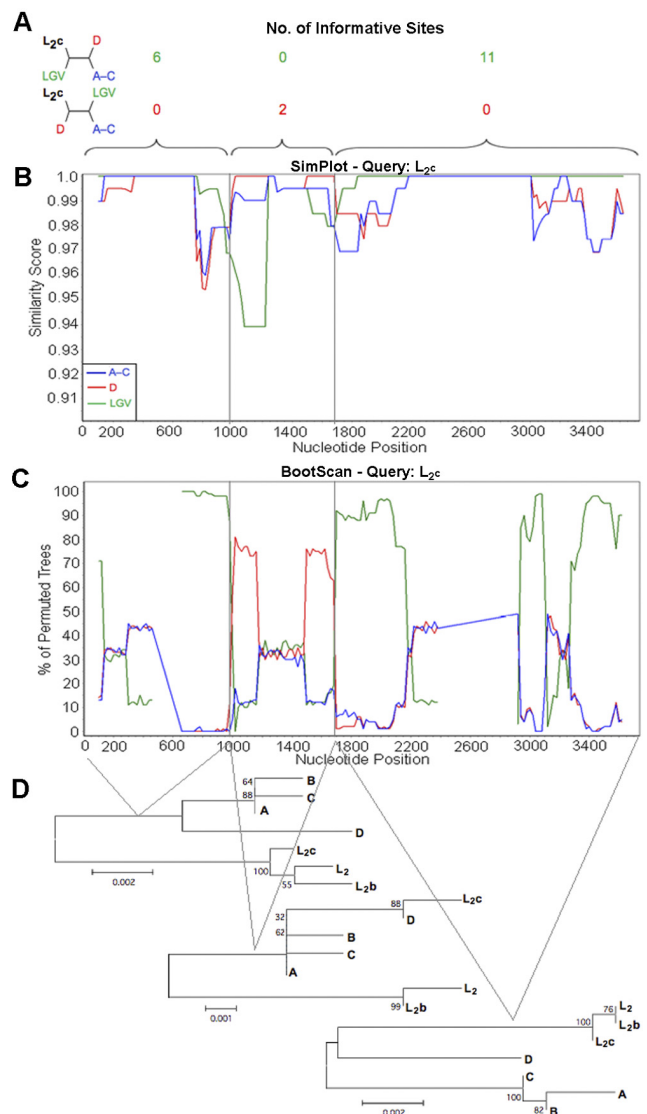 A
No. of Informative Sites
L2c D
LGV A–C
6 0 11
L2c LGV
D A–C
0 2 0
B
SimPlot - Query: L2c
1.0
0.99
0.98
0.97
0.96
0.95
0.94
0.93
0.92
0.91
Similarity Score
A–C
D
LGV
0 200 600 1000 1400 1800 2200 2600 3000 3400
Nucleotide Position
C
BootScan - Query: L2c
100
90
80
70
60
50
40
30
20
10
0
% of Permuted Trees
0 200 600 1000 1400 1800 2200 2600 3000 3400
Nucleotide Position
D
64 B
88 C
A
D
L2c
100 L2
55 L2b
0.002
88 L2c
D
32
62 B
C
A
L2
99 L2b
0.001
76 L2
L2b
100 L2c
D
C
100 A
82 B
0.002